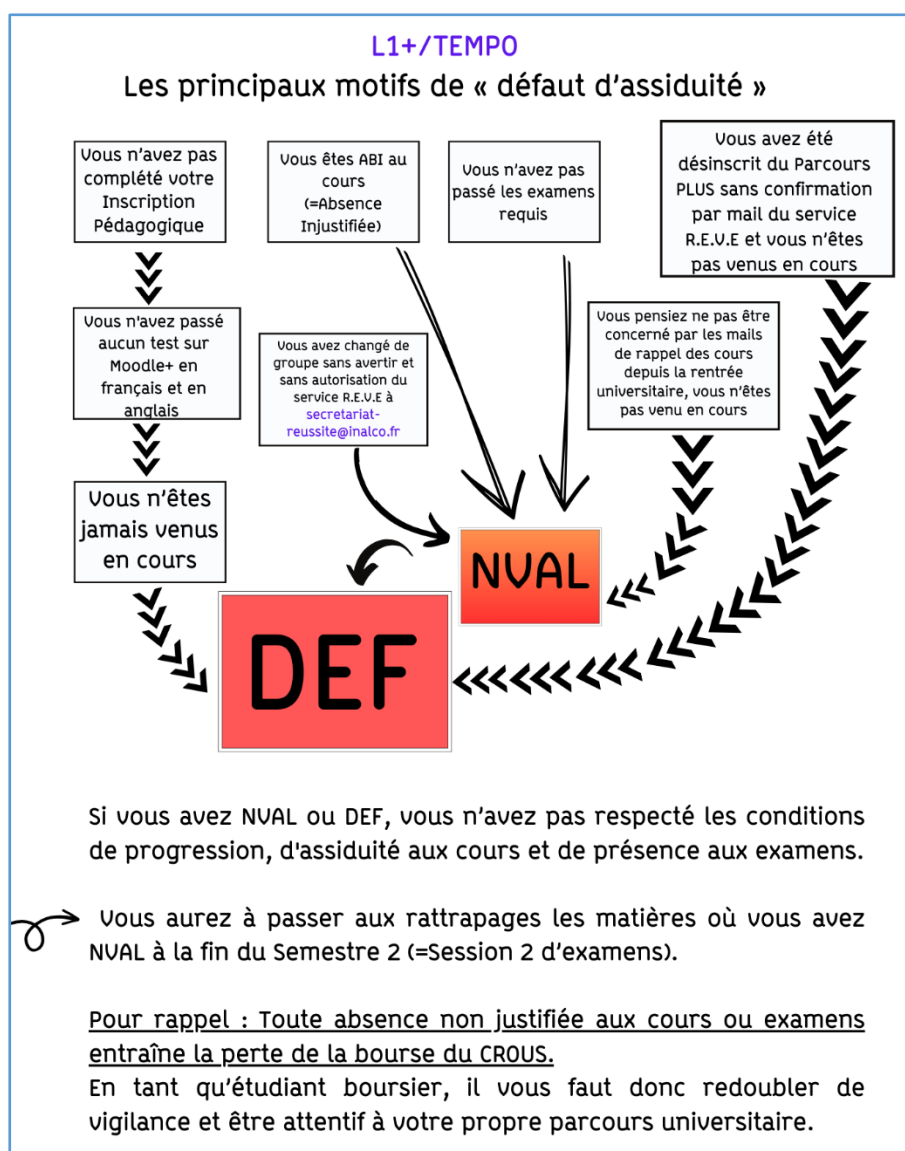 L1+/TEMPO
Les principaux motifs de « défaut d'assiduité »
Vous n'avez pas
complété votre
Inscription
Pédagogique
Vous êtes ABI au
cours
(=Absence
Injustifiée)
Vous n'avez pas
passé les examens
requis
Vous avez été
désinscrit du Parcours
PLUS sans confirmation
par mail du service
R.E.V.E et vous n'êtes
pas venus en cours
Vous n'avez passé
aucun test sur
Moodle+ en
français et en
anglais
Vous avez changé de
groupe sans avertir et
sans autorisation du
service R.E.V.E à
secretariat-
reussite@inalco.fr
Vous pensiez ne pas être
concerné par les mails
de rappel des cours
depuis la rentrée
universitaire, vous n'êtes
pas venu en cours
Vous n'êtes
jamais venus
en cours
NVAL
DEF
Si vous avez NVAL ou DEF, vous n'avez pas respecté les conditions
de progression, d'assiduité aux cours et de présence aux examens.
Vous aurez à passer aux rattrapages les matières où vous avez
NVAL à la fin du Semestre 2 (=Session 2 d'examens).
Pour rappel : Toute absence non justifiée aux cours ou examens
entraîne la perte de la bourse du CROUS.
En tant qu'étudiant boursier, il vous faut donc redoubler de
vigilance et être attentif à votre propre parcours universitaire.